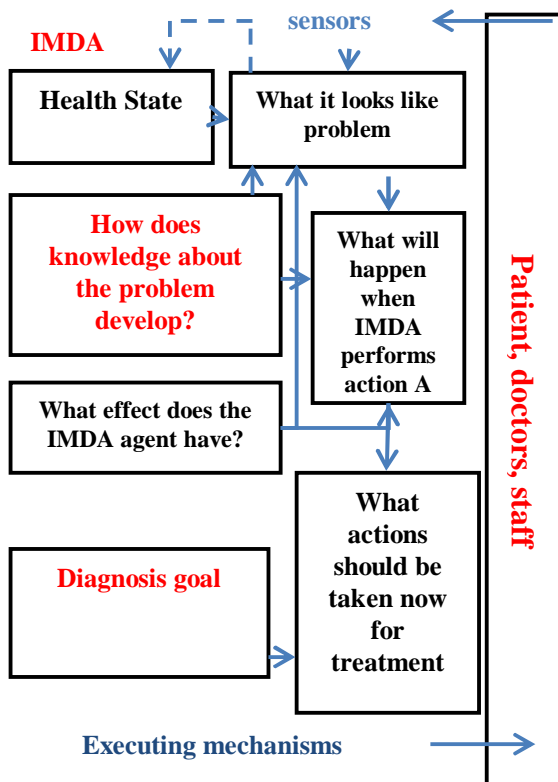 sensors
IMDA
Health State
What it looks like
problem
How does
knowledge about
the problem
develop?
What will
happen
when
IMDA
performs
action A
What effect does the
IMDA agent have?
What
actions
should be
taken now
for
treatment
Diagnosis goal
Executing mechanisms
Patient, doctors, staff